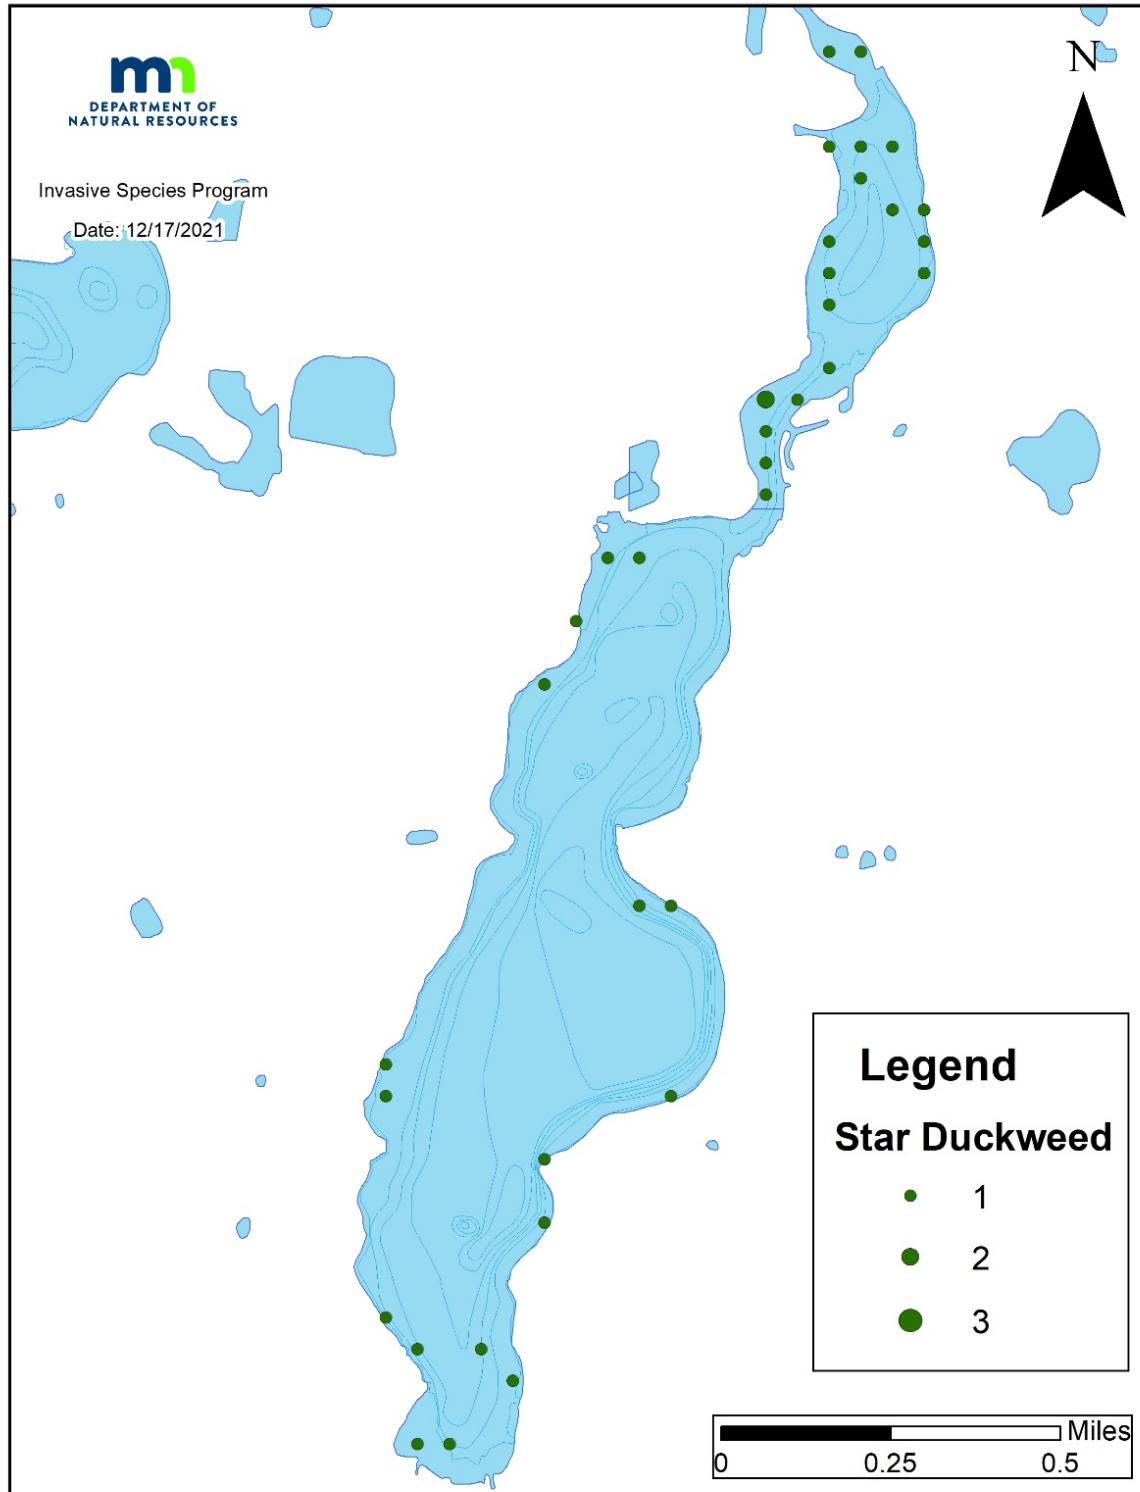 mn
DEPARTMENT OF
NATURAL RESOURCES
Invasive Species Program
Date: 12/17/2021
N
Legend
Star Duckweed
1
2
3
Miles
0 0.25 0.5